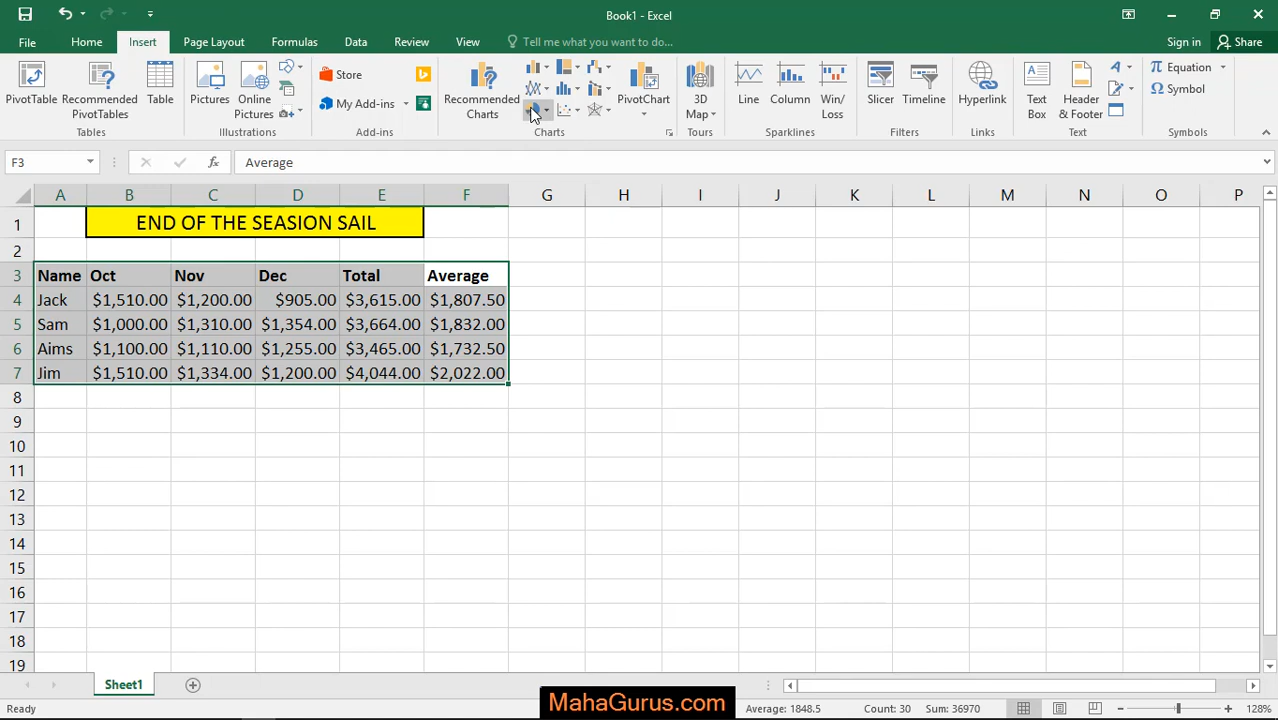 Book1 - Excel
File Home Insert Page Layout Formulas Data Review View Tell me what you want to do... Sign in Share
PivotTable Recommended PivotTables Table Pictures Online Pictures Store My Add-ins Recommended Charts PivotChart 3D Map Line Column Win/Loss Slicer Timeline Hyperlink Text Box Header & Footer Equation Symbol
Tables Illustrations Add-ins Charts Tours Sparklines Filters Links Text Symbols
F3 fx Average
A B C D E F G H I J K L M N O P
1 END OF THE SEASION SAIL
2
3 Name Oct Nov Dec Total Average
4 Jack $1,510.00 $1,200.00 $905.00 $3,615.00 $1,807.50
5 Sam $1,000.00 $1,310.00 $1,354.00 $3,664.00 $1,832.00
6 Aims $1,100.00 $1,110.00 $1,255.00 $3,465.00 $1,732.50
7 Jim $1,510.00 $1,334.00 $1,200.00 $4,044.00 $2,022.00
8
9
10
11
12
13
14
15
16
17
18
19
Sheet1
MahaGurus.com
Ready Average: 1848.5 Count: 30 Sum: 36970 128%